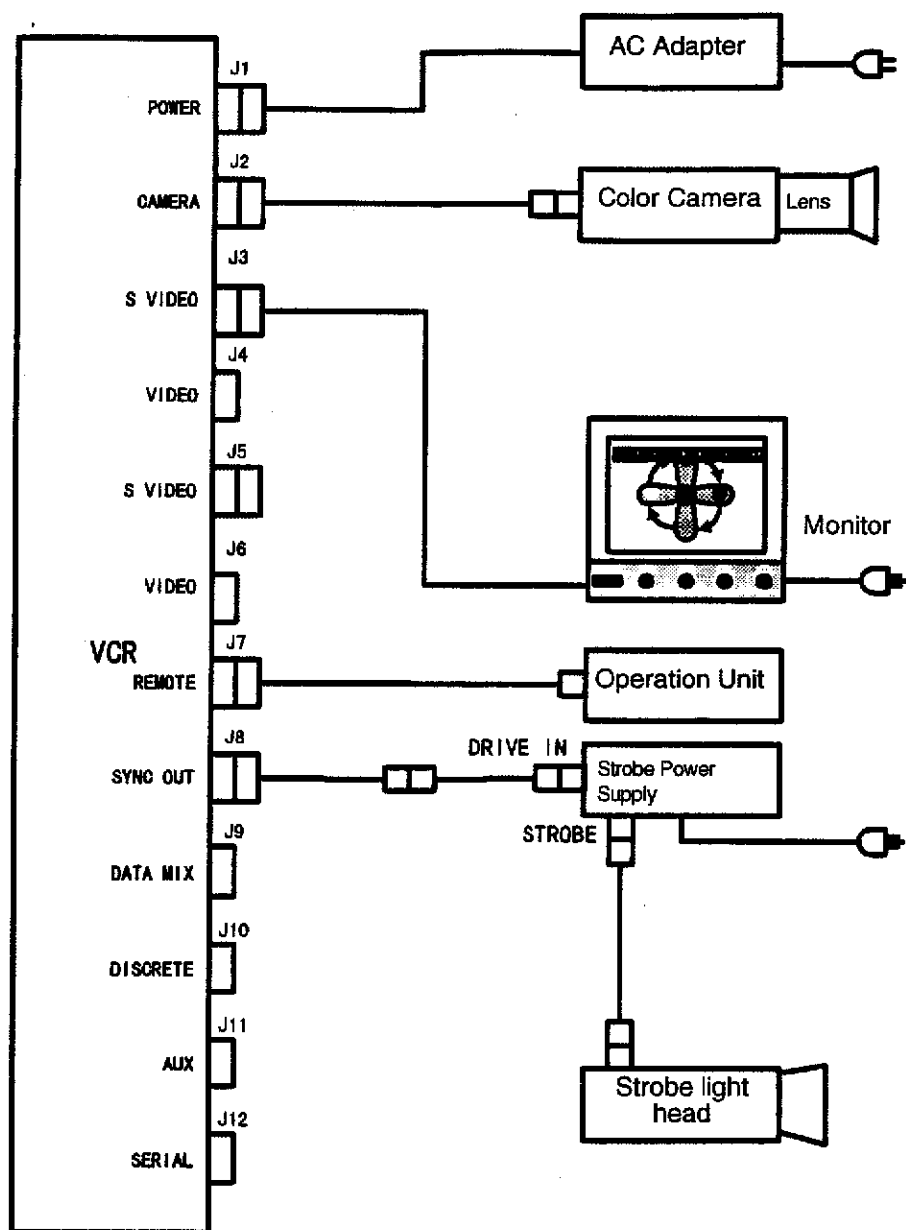 J1
POWER
AC Adapter
J2
CAMERA
Color Camera
Lens
J3
S VIDEO
J4
VIDEO
J5
S VIDEO
Monitor
J6
VIDEO
VCR
J7
REMOTE
Operation Unit
J8
SYNC OUT
DRIVE IN
Strobe Power
Supply
STROBE
J9
DATA MIX
J10
DISCRETE
J11
AUX
Strobe light
head
J12
SERIAL